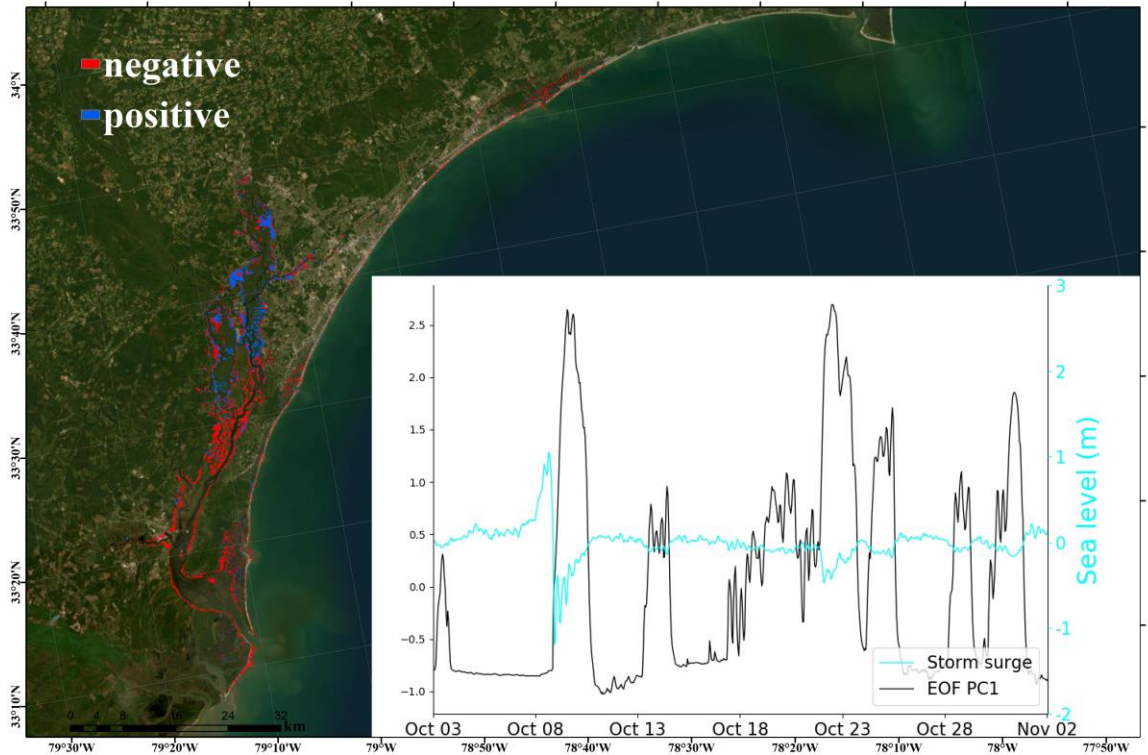 negative
positive
34°N
33°50'N
33°40'N
33°30'N
33°20'N
33°10'N
0 4 8 16 24 32
km
79°30'W 79°20'W 79°10'W 79°0'W 78°50'W 78°40'W 78°30'W 78°20'W 78°10'W 78°0'W 77°50'W
2.5
2.0
1.5
1.0
0.5
0.0
−0.5
−1.0
3
2
1
0
-1
-2
Sea level (m)
Storm surge
EOF PC1
Oct 03 Oct 08 Oct 13 Oct 18 Oct 23 Oct 28 Nov 02